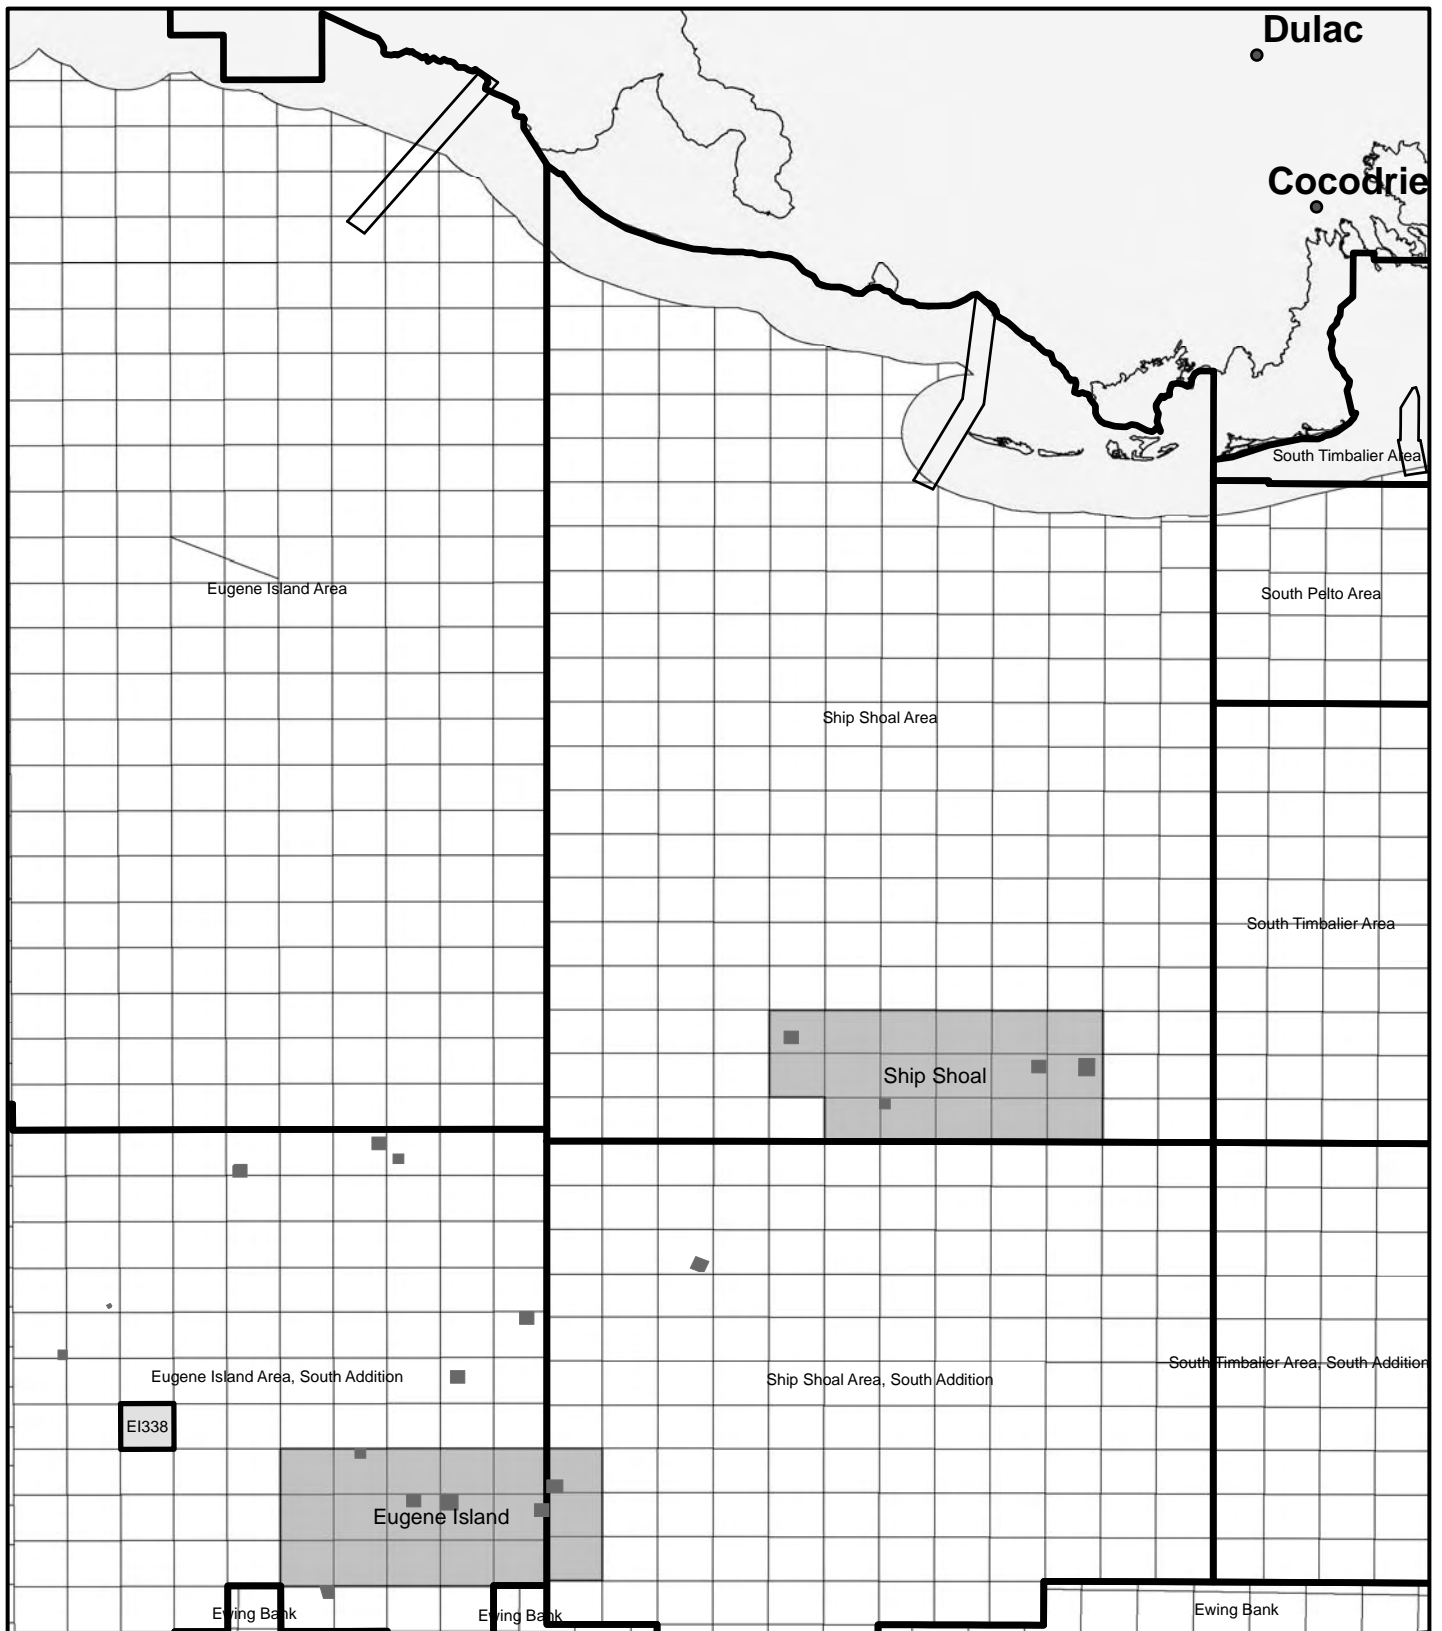 Dulac
Cocodrie
South Timbalier Area
Eugene Island Area
South Pelto Area
Ship Shoal Area
South Timbalier Area
Ship Shoal
South Timbalier Area, South Addition
Eugene Island Area, South Addition
Ship Shoal Area, South Addition
EI338
Eugene Island
Ewing Bank
Ewing Bank
Ewing Bank